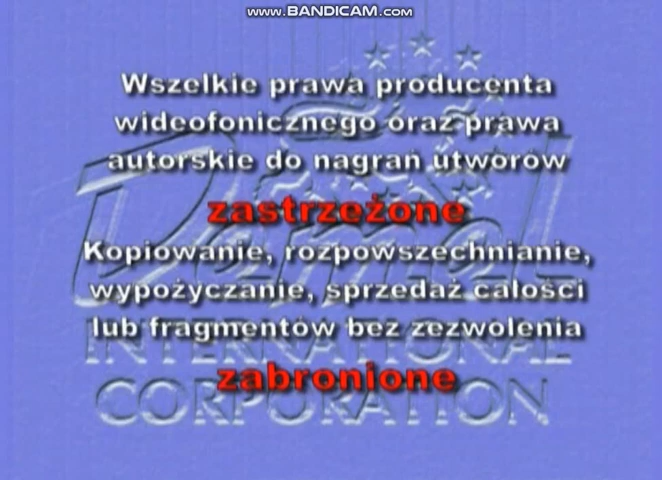 www.BANDICAM.com
Wszelkie prawa producenta
wideofonicznego oraz prawa
autorskie do nagrań utworów
zastrzeżone
Kopiowanie, rozpowszechnianie,
wypożyczanie, sprzedaż całości
lub fragmentów bez zezwolenia
zabronione
INTERNATIONAL
CORPORATION